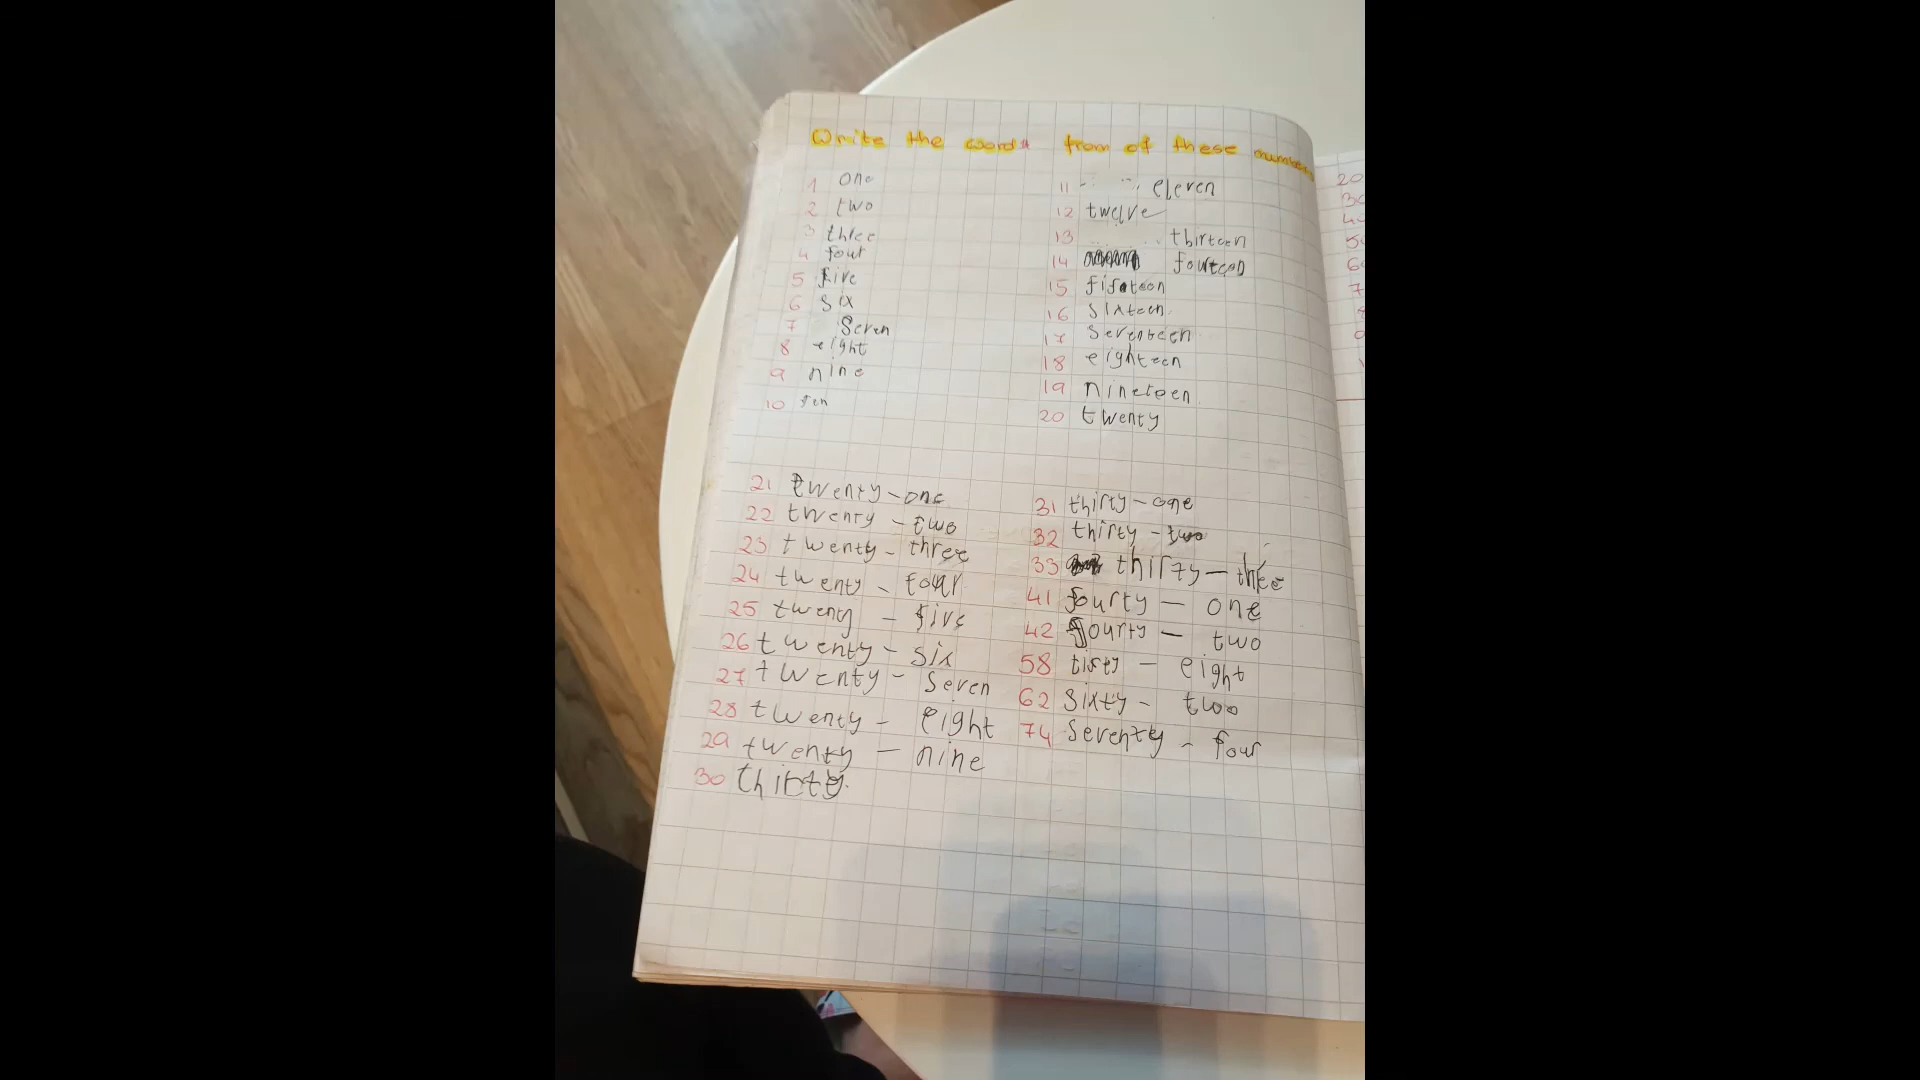 Write the words from of these numbers
1 one
2 two
3 three
4 four
5 five
6 six
7 Seven
8 eight
9 nine
10 ten
11 eleven
12 twelve
13 thirteen
14 fourteen
15 fifteen
16 sixteen
17 seventeen
18 eighteen
19 nineteen
20 twenty
21 twenty-one
22 twenty-two
23 twenty-three
24 twenty-four
25 tweny-five
26 twenty-six
27 twenty-seven
28 twenty-eight
29 twenty-nine
30 thirty
31 thirty-one
32 thirty-two
33 thirty-three
41 fourty-one
42 fourty-two
58 tisty-eight
62 sixty-two
74 seventy-four
20